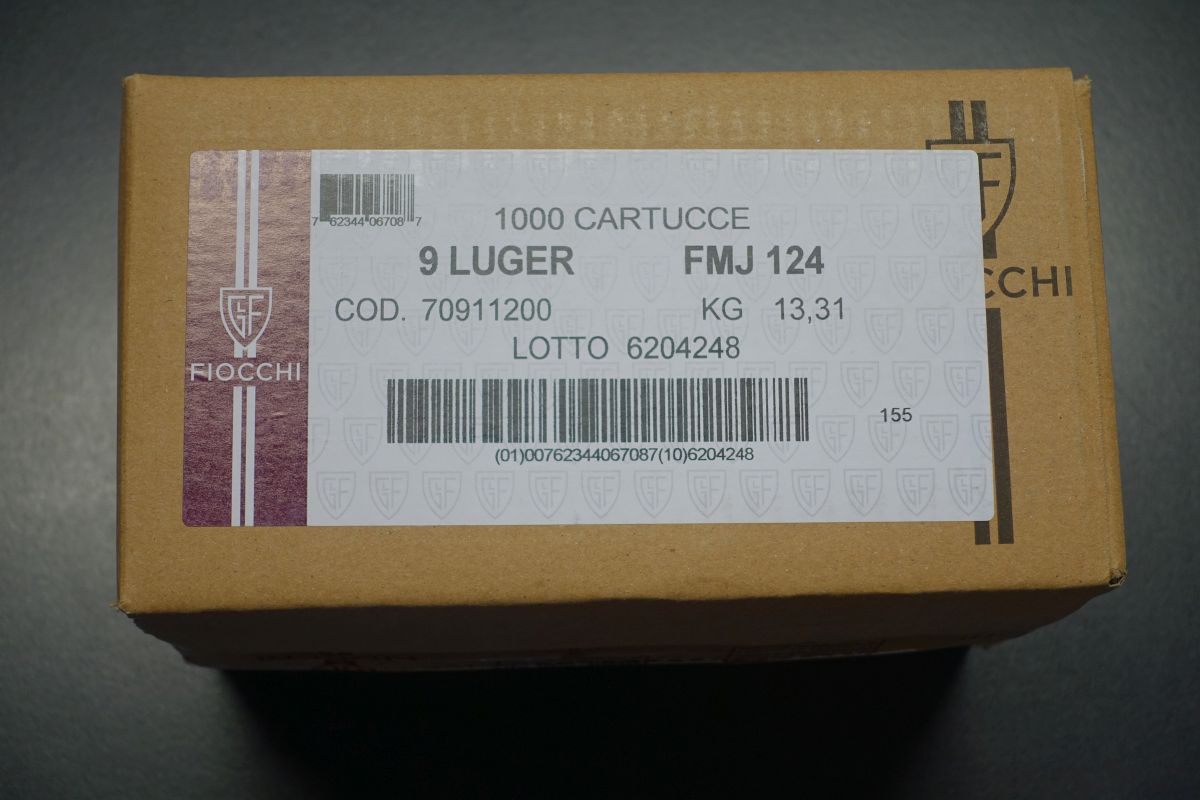 7 62344 06708 7
1000 CARTUCCE
9 LUGER FMJ 124
COD. 70911200 KG 13,31
LOTTO 6204248
FIOCCHI
155
(01)00762344067087(10)6204248
CCHI